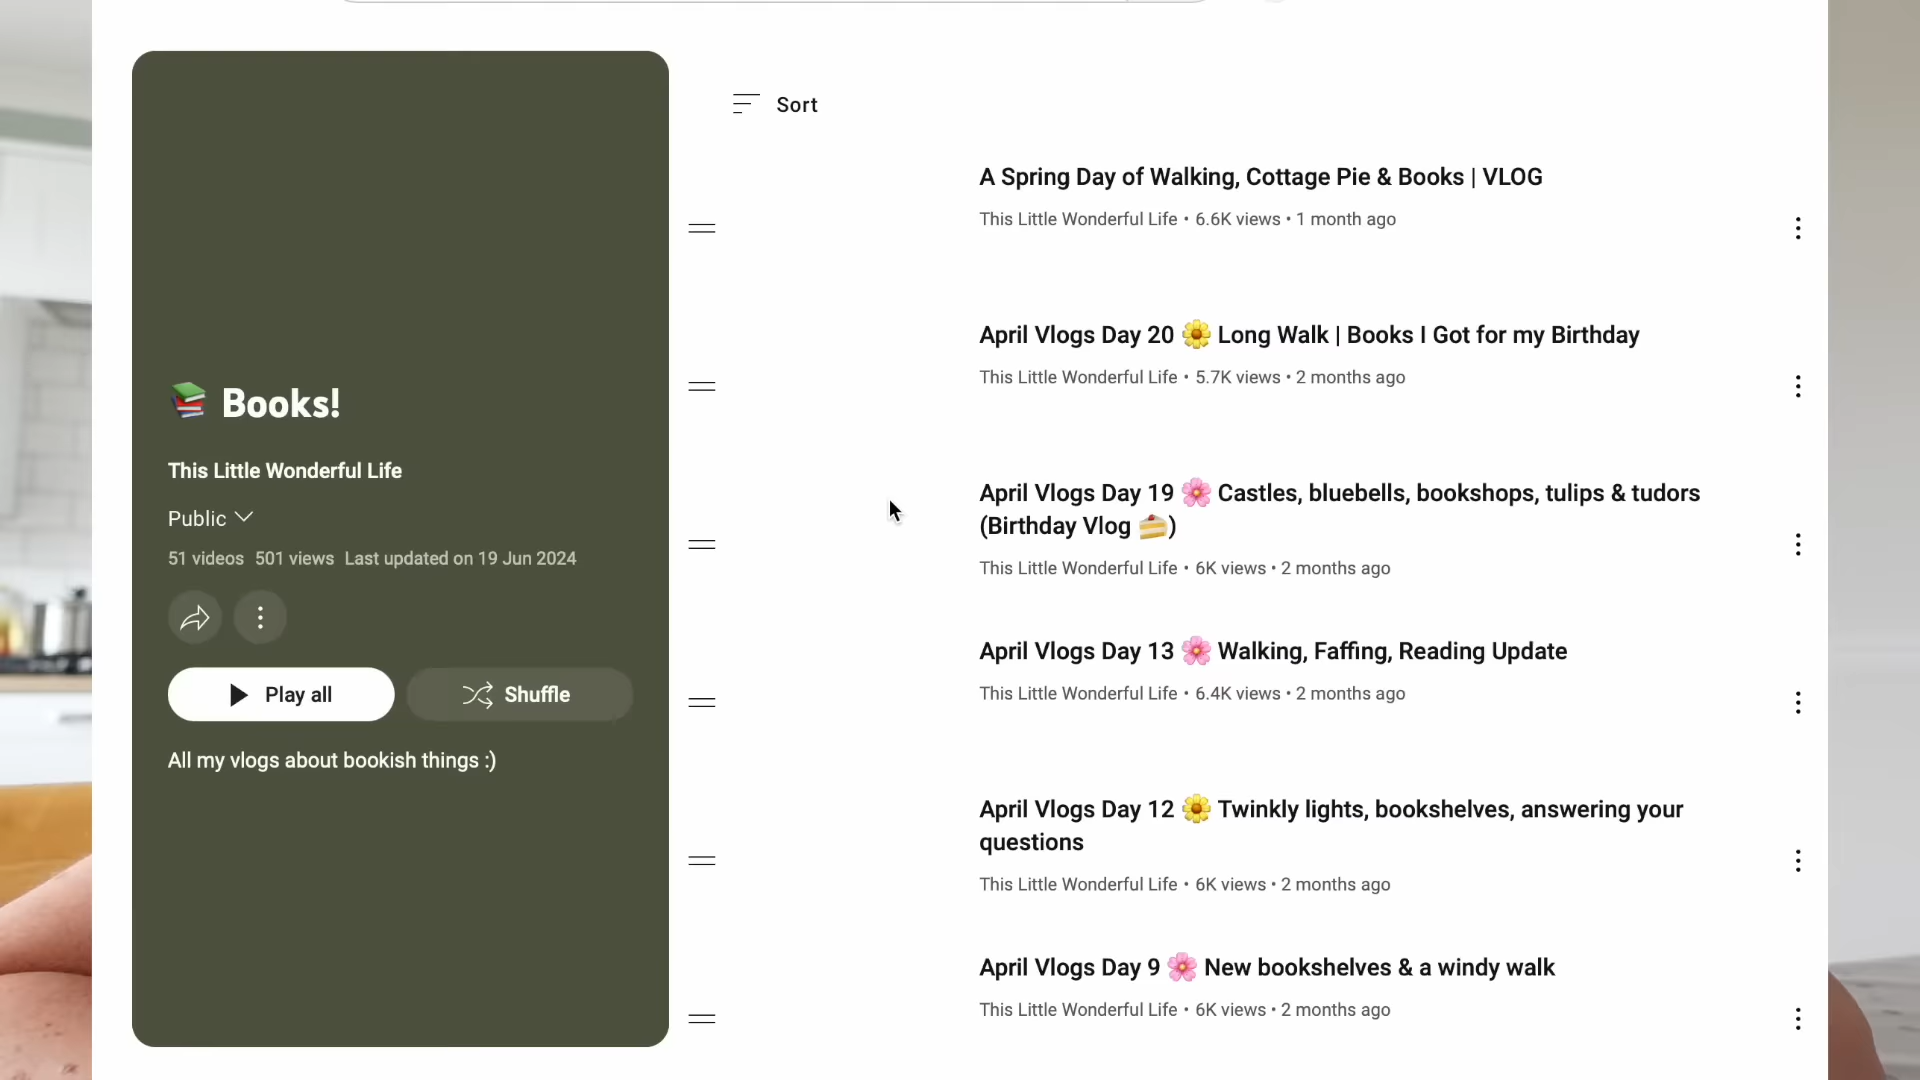 📚 Books!
This Little Wonderful Life
Public
51 videos 501 views Last updated on 19 Jun 2024
Play all
Shuffle
All my vlogs about bookish things :)
Sort
A Spring Day of Walking, Cottage Pie & Books | VLOG
This Little Wonderful Life • 6.6K views • 1 month ago
April Vlogs Day 20 🌼 Long Walk | Books I Got for my Birthday
This Little Wonderful Life • 5.7K views • 2 months ago
April Vlogs Day 19 🌸 Castles, bluebells, bookshops, tulips & tudors
(Birthday Vlog 🍰)
This Little Wonderful Life • 6K views • 2 months ago
April Vlogs Day 13 🌸 Walking, Faffing, Reading Update
This Little Wonderful Life • 6.4K views • 2 months ago
April Vlogs Day 12 🌼 Twinkly lights, bookshelves, answering your
questions
This Little Wonderful Life • 6K views • 2 months ago
April Vlogs Day 9 🌸 New bookshelves & a windy walk
This Little Wonderful Life • 6K views • 2 months ago